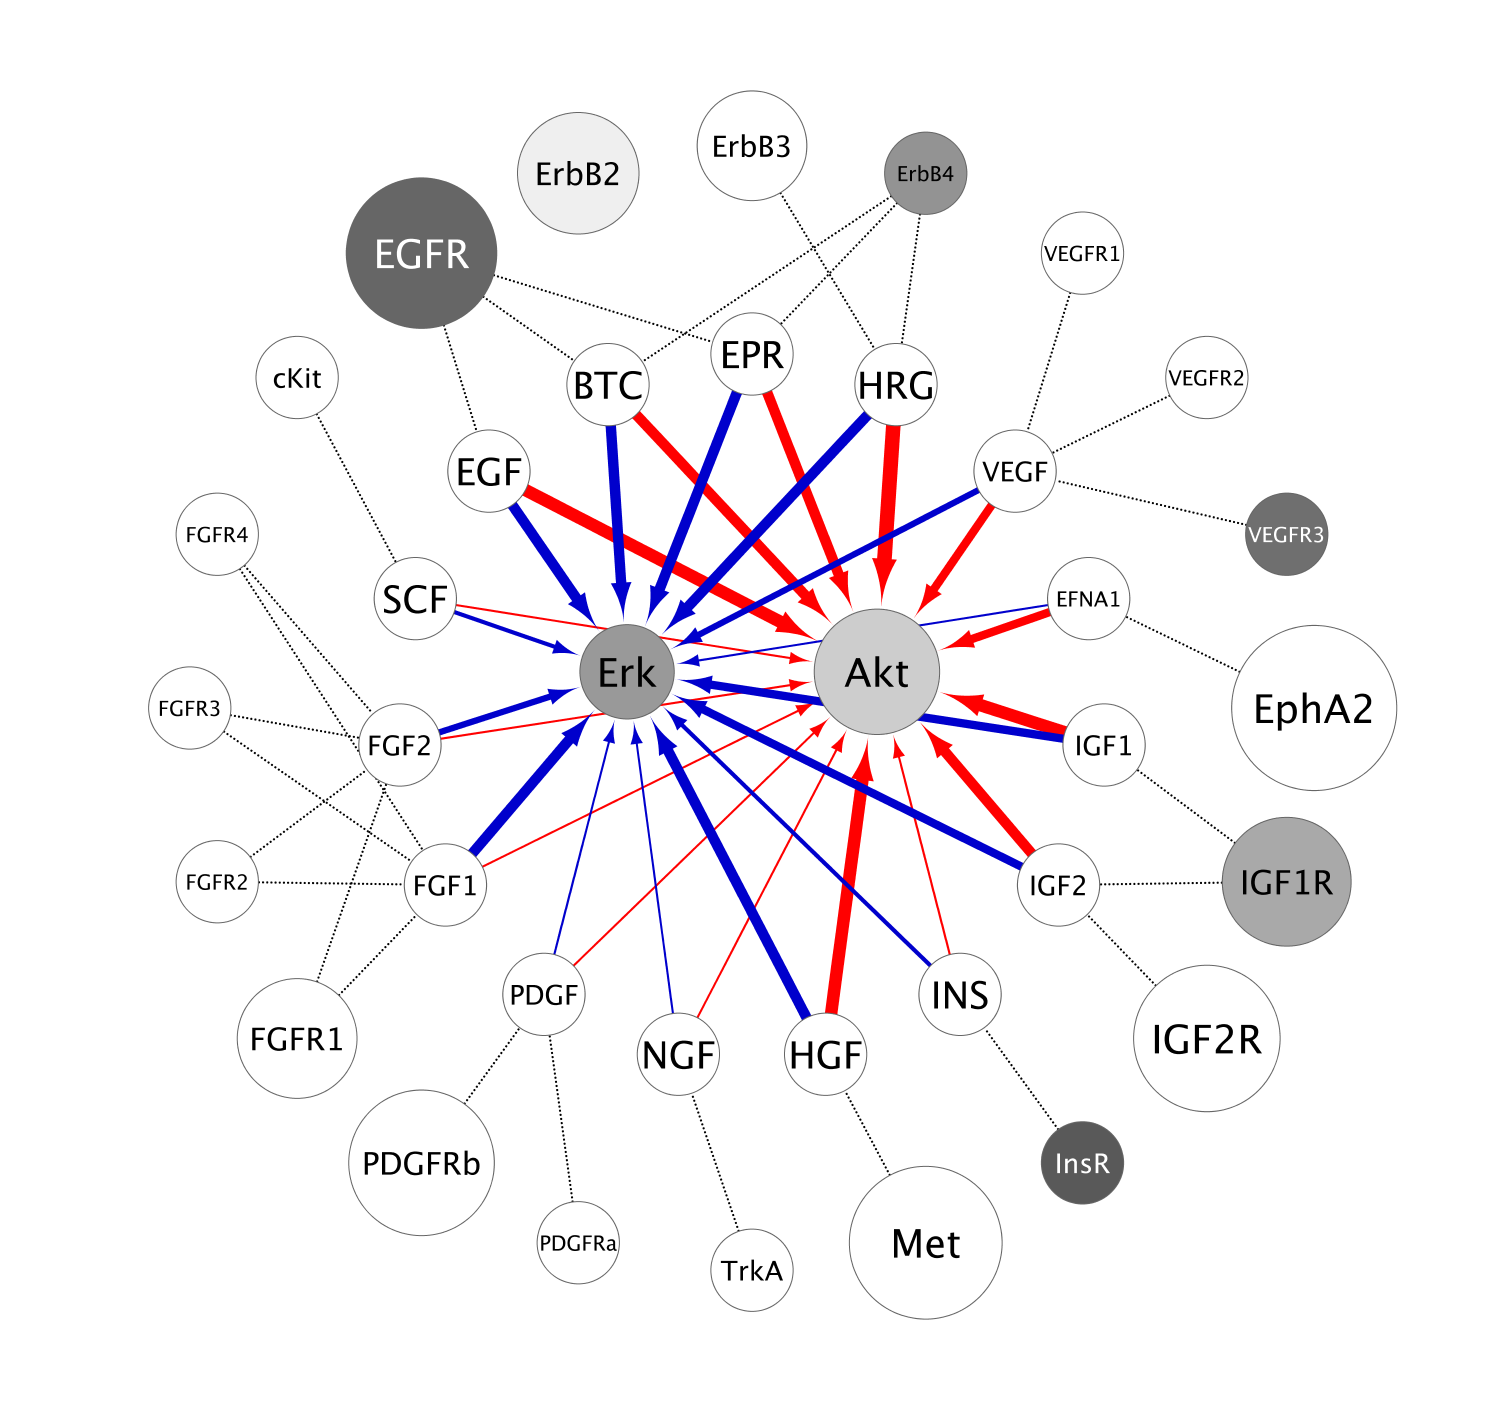 ErbB3
ErbB2
ErbB4
EGFR
VEGFR1
EPR
cKit
BTC
HRG
VEGFR2
EGF
VEGF
FGFR4
VEGFR3
SCF
EFNA1
Erk
Akt
FGFR3
EphA2
FGF2
IGF1
FGFR2
FGF1
IGF2
IGF1R
PDGF
INS
FGFR1
NGF
HGF
IGF2R
PDGFRb
InsR
PDGFRa
Met
TrkA